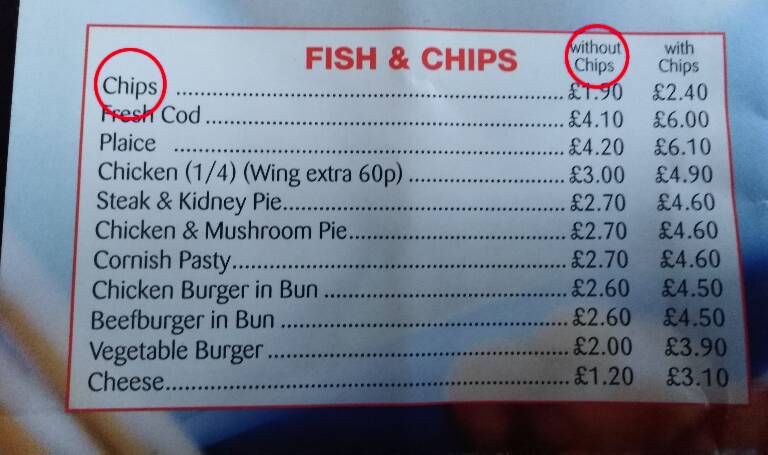 FISH & CHIPS without Chips with Chips
Chips ........ £1.90 £2.40
Fresh Cod ........ £4.10 £6.00
Plaice ........ £4.20 £6.10
Chicken (1/4) (Wing extra 60p) ........ £3.00 £4.90
Steak & Kidney Pie........ £2.70 £4.60
Chicken & Mushroom Pie........ £2.70 £4.60
Cornish Pasty........ £2.70 £4.60
Chicken Burger in Bun ........ £2.60 £4.50
Beefburger in Bun ........ £2.60 £4.50
Vegetable Burger ........ £2.00 £3.90
Cheese........ £1.20 £3.10